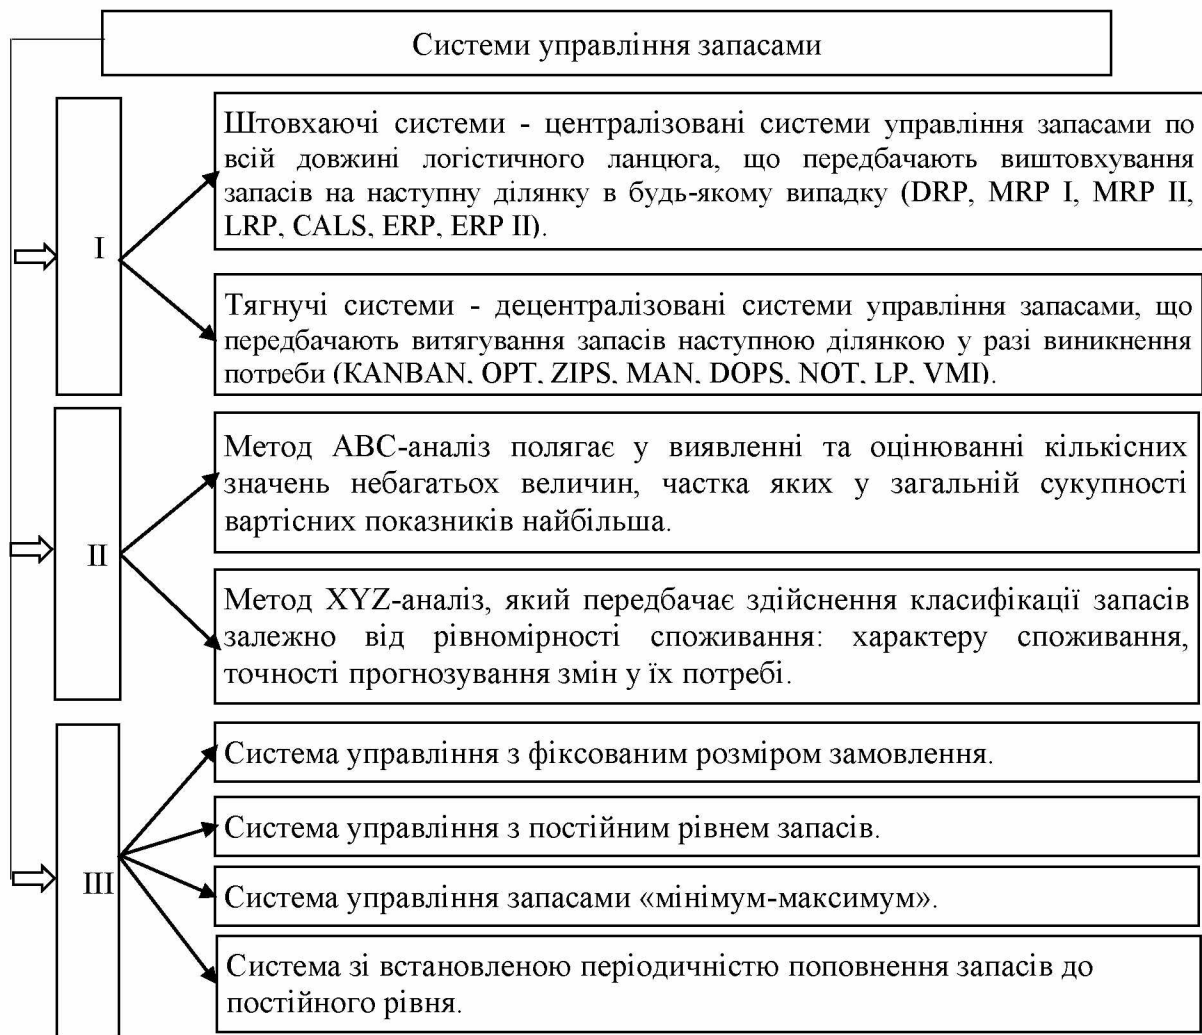 Системи управління запасами
I
Штовхаючі системи - централізовані системи управління запасами по
всій довжині логістичного ланцюга, що передбачають виштовхування
запасів на наступну ділянку в будь-якому випадку (DRP, MRP I, MRP II,
LRP, CALS, ERP, ERP II).
Тягнучі системи - децентралізовані системи управління запасами, що
передбачають витягування запасів наступною ділянкою у разі виникнення
потреби (KANBAN, OPT, ZIPS, MAN, DOPS, NOT, LP, VMI).
II
Метод ABC-аналіз полягає у виявленні та оцінюванні кількісних
значень небагатьох величин, частка яких у загальній сукупності
вартісних показників найбільша.
Метод XYZ-аналіз, який передбачає здійснення класифікації запасів
залежно від рівномірності споживання: характеру споживання,
точності прогнозування змін у їх потребі.
III
Система управління з фіксованим розміром замовлення.
Система управління з постійним рівнем запасів.
Система управління запасами «мінімум-максимум».
Система зі встановленою періодичністю поповнення запасів до
постійного рівня.